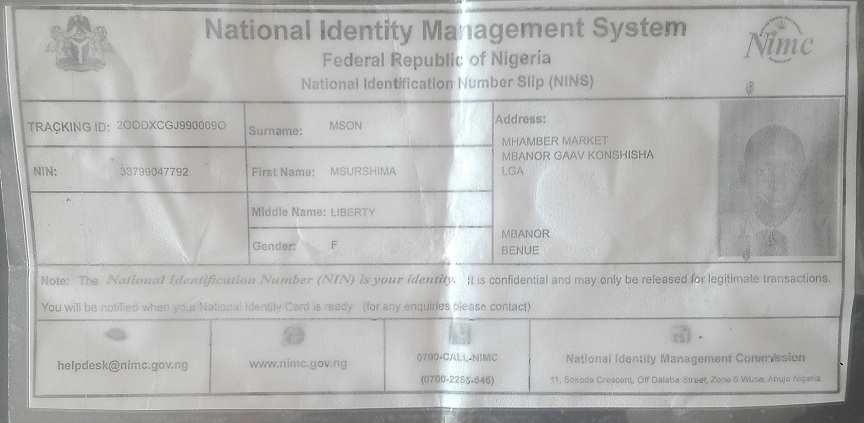 National Identity Management System
Federal Republic of Nigeria
National Identification Number Slip (NINS)
Nimc
TRACKING ID: 2OODXCGJ990009O
Surname: MSON
Address:
MHAMBER MARKET
MBANOR GAAV KONSHISHA
LGA
NIN: 33799047792
First Name: MSURSHIMA
Middle Name: LIBERTY
Gender: F
MBANOR
BENUE
Note: The National Identification Number (NIN) is your identity. It is confidential and may only be released for legitimate transactions.
You will be notified when your National Identity Card is ready (for any enquiries please contact)
helpdesk@nimc.gov.ng
www.nimc.gov.ng
0700-CALL-NIMC
(0700-2255-646)
National Identity Management Commission
11, Sokode Crescent, Off Dalaba Street, Zone 5 Wuse, Abuja Nigeria